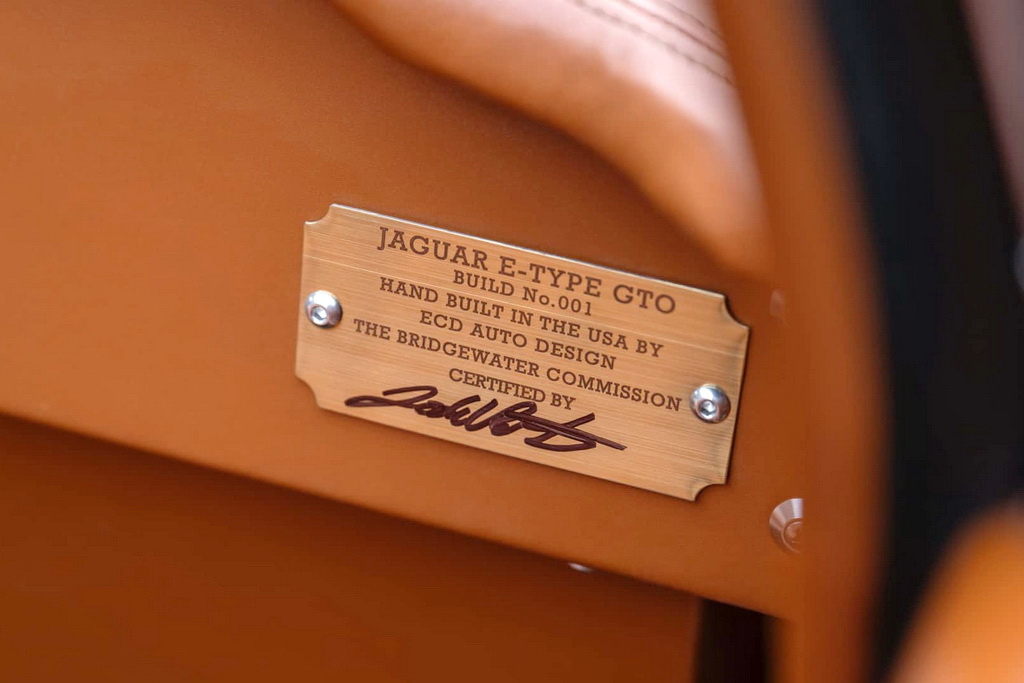 JAGUAR E-TYPE GTO
BUILD No.001
HAND BUILT IN THE USA BY
ECD AUTO DESIGN
THE BRIDGEWATER COMMISSION
CERTIFIED BY